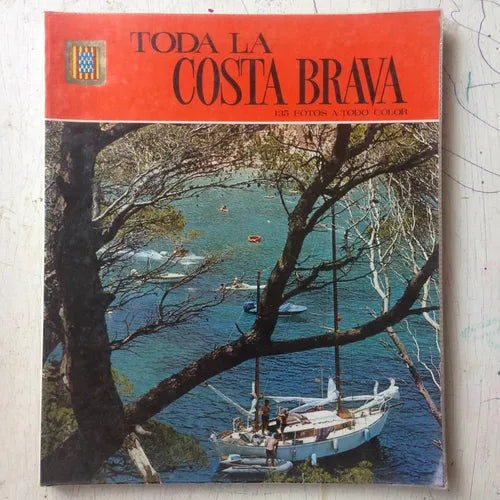 TODA LA
COSTA BRAVA
135 FOTOS A TODO COLOR